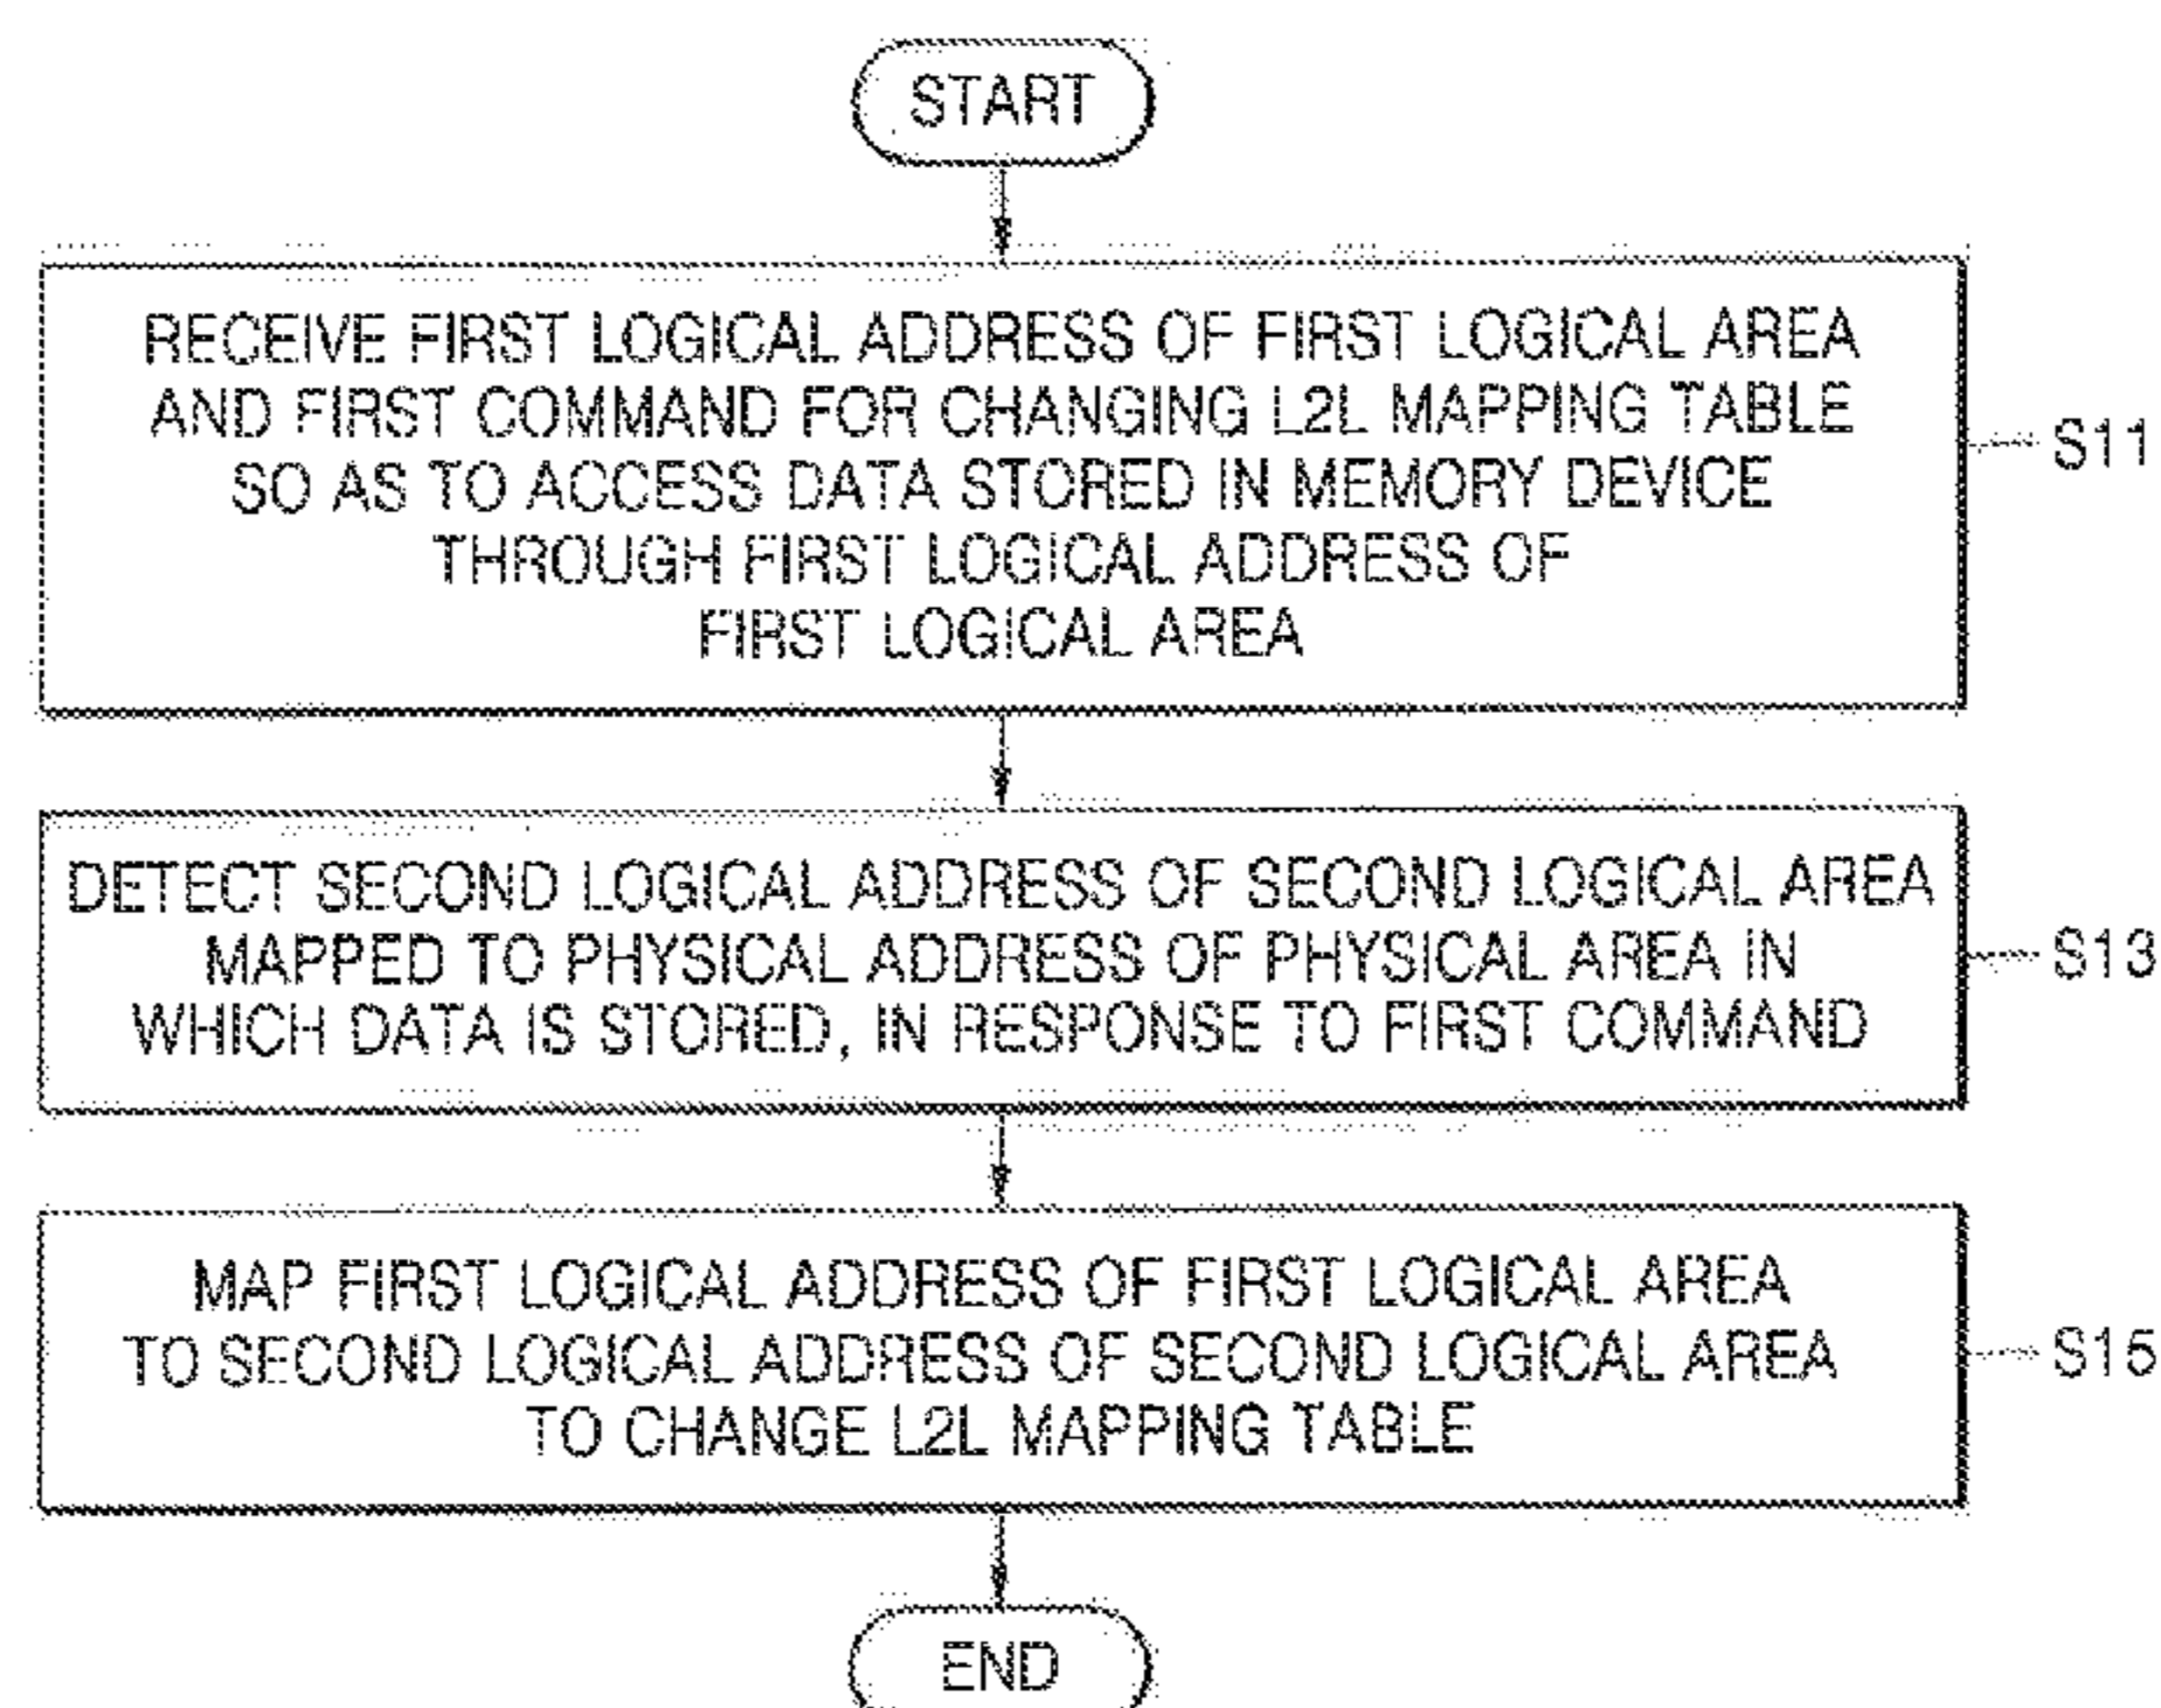 START
RECEIVE FIRST LOGICAL ADDRESS OF FIRST LOGICAL AREA
AND FIRST COMMAND FOR CHANGING L2L MAPPING TABLE
SO AS TO ACCESS DATA STORED IN MEMORY DEVICE
THROUGH FIRST LOGICAL ADDRESS OF
FIRST LOGICAL AREA
S11
DETECT SECOND LOGICAL ADDRESS OF SECOND LOGICAL AREA
MAPPED TO PHYSICAL ADDRESS OF PHYSICAL AREA IN
WHICH DATA IS STORED, IN RESPONSE TO FIRST COMMAND
S13
MAP FIRST LOGICAL ADDRESS OF FIRST LOGICAL AREA
TO SECOND LOGICAL ADDRESS OF SECOND LOGICAL AREA
TO CHANGE L2L MAPPING TABLE
S15
END